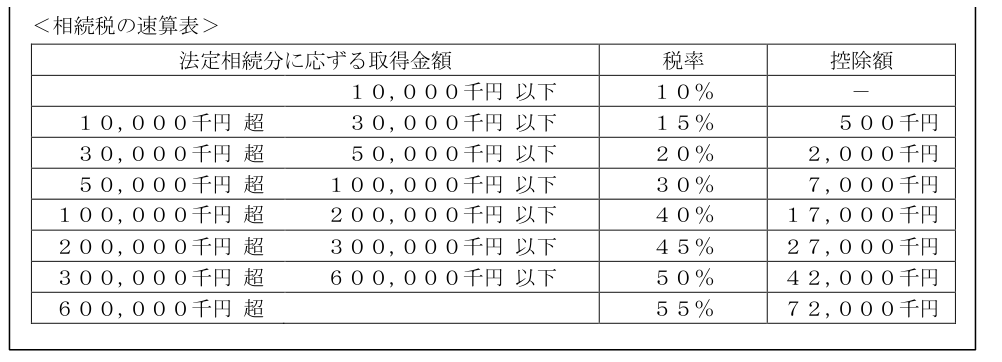 ＜相続税の速算表＞
法定相続分に応ずる取得金額 税率 控除額
１０,０００千円 以下 １０％ －
１０,０００千円 超 ３０,０００千円 以下 １５％ ５００千円
３０,０００千円 超 ５０,０００千円 以下 ２０％ ２,０００千円
５０,０００千円 超 １００,０００千円 以下 ３０％ ７,０００千円
１００,０００千円 超 ２００,０００千円 以下 ４０％ １７,０００千円
２００,０００千円 超 ３００,０００千円 以下 ４５％ ２７,０００千円
３００,０００千円 超 ６００,０００千円 以下 ５０％ ４２,０００千円
６００,０００千円 超 ５５％ ７２,０００千円